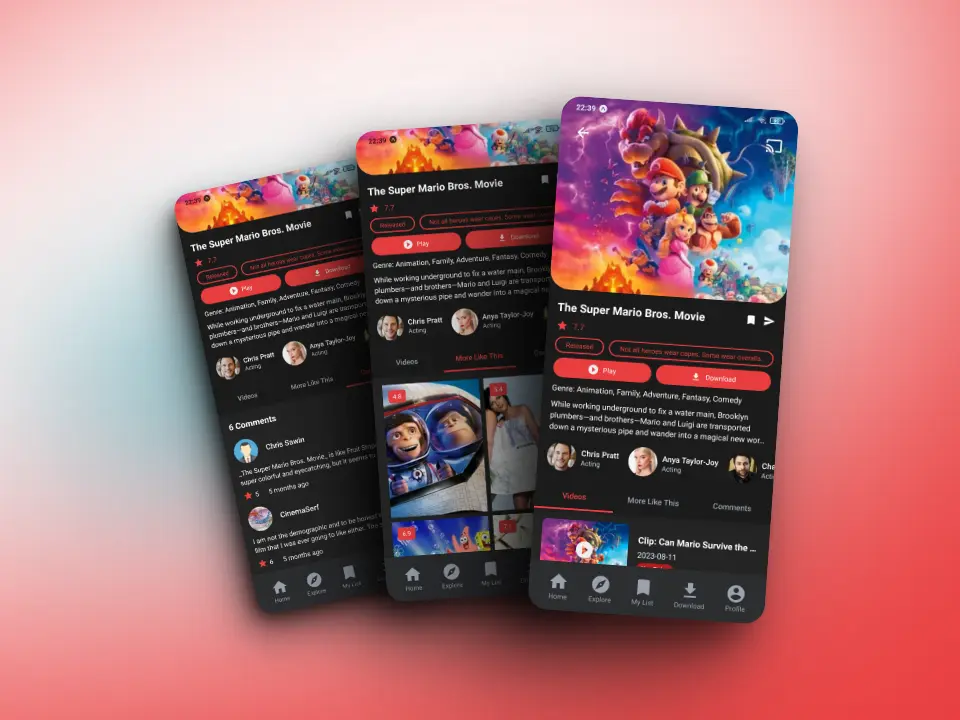 22:39
The Super Mario Bros. Movie
7.7
Released
Not all heroes wear capes. Some wear
Play
Download
Genre: Animation, Family, Adventure, Fantasy, Comedy
While working underground to fix a water main, Brooklyn
plumbers—and brothers—Mario and Luigi are transported
down a mysterious pipe and wander into a magical new
Chris Pratt
Acting
Anya Taylor-Joy
Acting
Videos
More Like This
6 Comments
Chris Sawin
„The Super Mario Bros. Movie„ is like Fruit
super colorful and eyecatching, but it seems to
5
5 months ago
CinemaSerf
I am not the demographic and to be honest
film that I was ever going to like either. The
6
5 months ago
Home
Explore
My List
22:39
The Super Mario Bros. Movie
7.7
Released
Not all heroes wear capes. Some wear
Play
Download
Genre: Animation, Family, Adventure, Fantasy, Comedy
While working underground to fix a water main, Brooklyn
plumbers—and brothers—Mario and Luigi are transported
down a mysterious pipe and wander into a magical new
Chris Pratt
Acting
Anya Taylor-Joy
Acting
Videos
More Like This
4.8
5.4
6.9
7.1
Home
Explore
My List
22:39
The Super Mario Bros. Movie
7.7
Released
Not all heroes wear capes. Some wear overalls.
Play
Download
Genre: Animation, Family, Adventure, Fantasy, Comedy
While working underground to fix a water main, Brooklyn
plumbers—and brothers—Mario and Luigi are transported
down a mysterious pipe and wander into a magical new wor..
Chris Pratt
Acting
Anya Taylor-Joy
Acting
Cha
Acti
Videos
More Like This
Comments
Clip: Can Mario Survive the ...
2023-08-11
Home
Explore
My List
Download
Profile